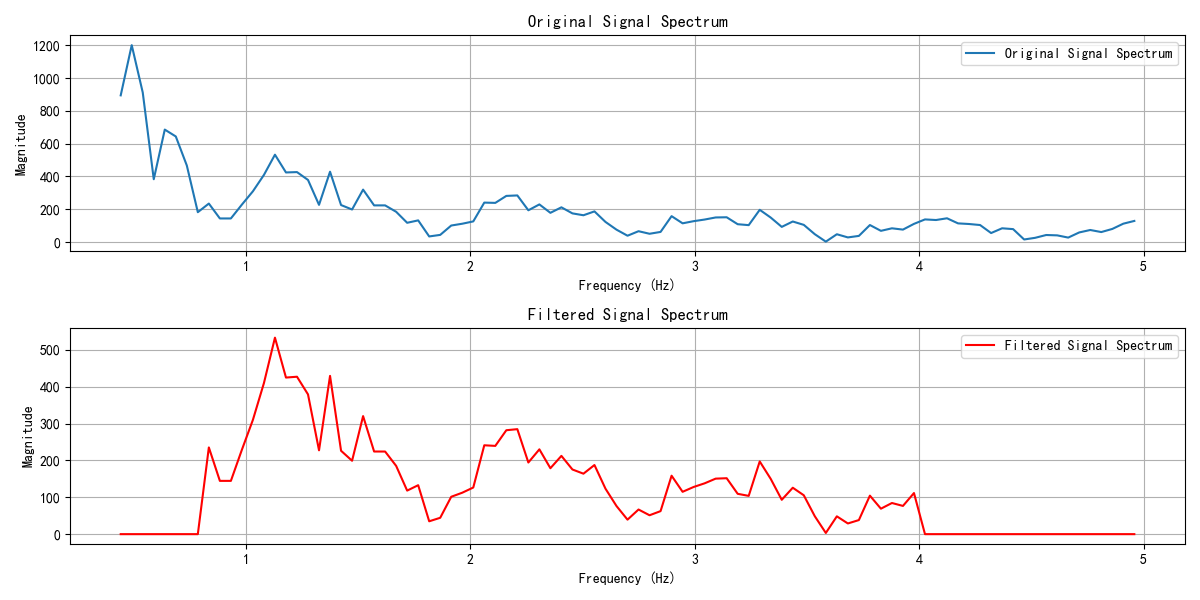 Original Signal Spectrum
Original Signal Spectrum
Magnitude
1200
1000
800
600
400
200
0
1
2
3
4
5
Frequency (Hz)
Filtered Signal Spectrum
Filtered Signal Spectrum
Magnitude
500
400
300
200
100
0
1
2
3
4
5
Frequency (Hz)